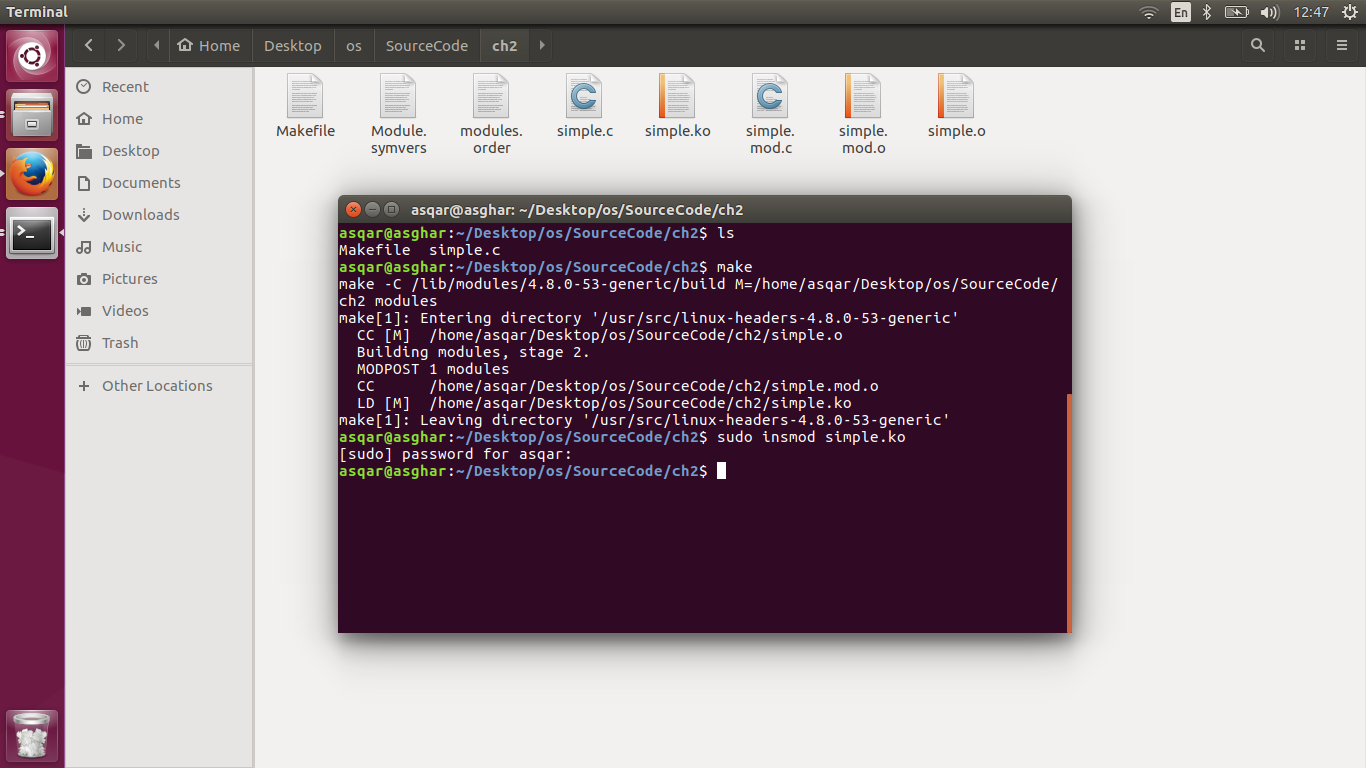 Terminal
En
12:47
Home
Desktop
os
SourceCode
ch2
Recent
Home
Desktop
Documents
Downloads
Music
Pictures
Videos
Trash
Other Locations
Makefile
Module.
symvers
modules.
order
simple.c
simple.ko
simple.
mod.c
simple.
mod.o
simple.o
asqar@asghar: ~/Desktop/os/SourceCode/ch2
asqar@asghar:~/Desktop/os/SourceCode/ch2$ ls
Makefile  simple.c
asqar@asghar:~/Desktop/os/SourceCode/ch2$ make
make -C /lib/modules/4.8.0-53-generic/build M=/home/asqar/Desktop/os/SourceCode/
ch2 modules
make[1]: Entering directory '/usr/src/linux-headers-4.8.0-53-generic'
  CC [M]  /home/asqar/Desktop/os/SourceCode/ch2/simple.o
  Building modules, stage 2.
  MODPOST 1 modules
  CC      /home/asqar/Desktop/os/SourceCode/ch2/simple.mod.o
  LD [M]  /home/asqar/Desktop/os/SourceCode/ch2/simple.ko
make[1]: Leaving directory '/usr/src/linux-headers-4.8.0-53-generic'
asqar@asghar:~/Desktop/os/SourceCode/ch2$ sudo insmod simple.ko
[sudo] password for asqar:
asqar@asghar:~/Desktop/os/SourceCode/ch2$